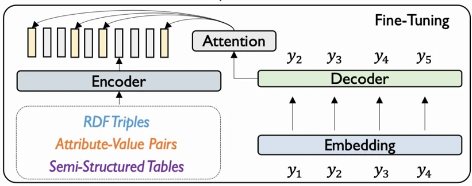 Fine-Tuning
Attention
y₂ y₃ y₄ y₅
Encoder
Decoder
RDF Triples
Attribute-Value Pairs
Semi-Structured Tables
Embedding
y₁ y₂ y₃ y₄